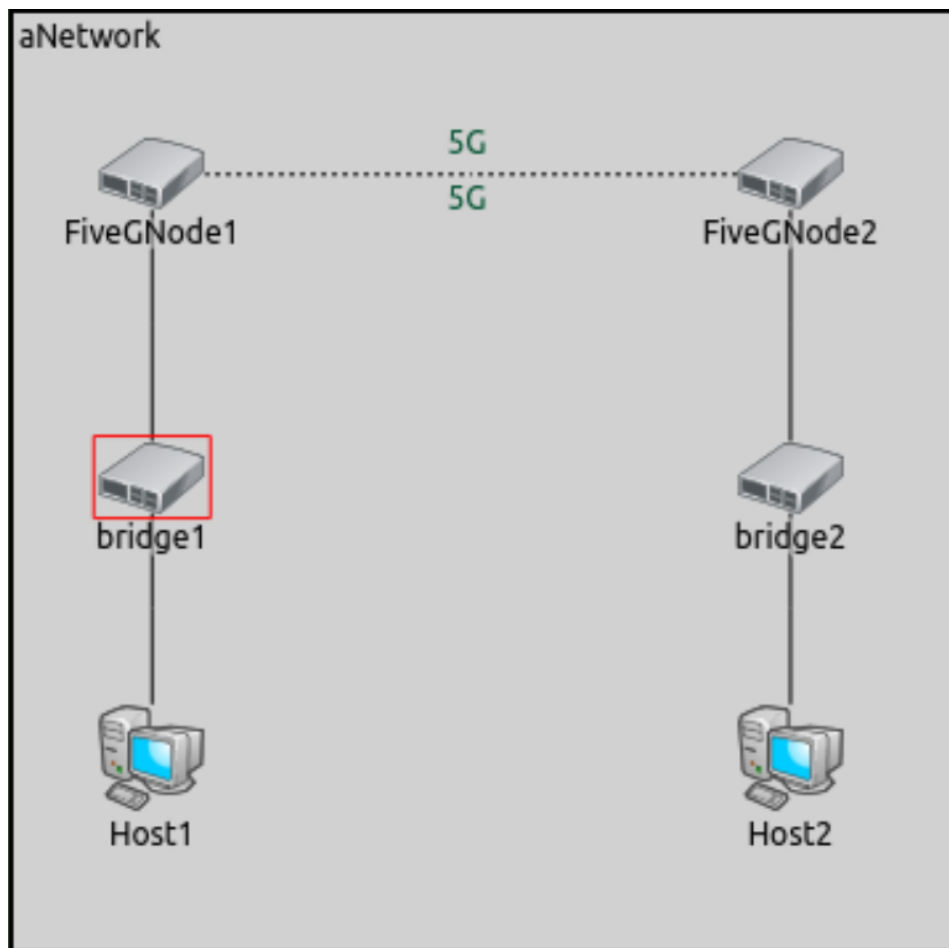 aNetwork
5G
5G
FiveGNode1
FiveGNode2
bridge1
bridge2
Host1
Host2